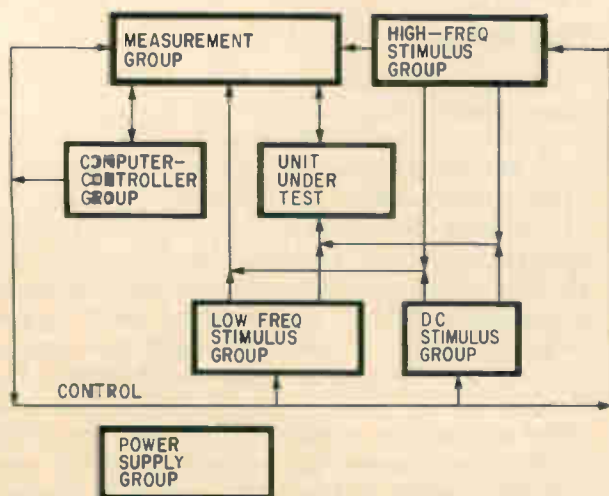 MEASUREMENT
GROUP
HIGH-FREQ
STIMULUS
GROUP
COMPUTER-
CONTROLLER
GROUP
UNIT
UNDER
TEST
LOW FREQ
STIMULUS
GROUP
DC
STIMULUS
GROUP
CONTROL
POWER
SUPPLY
GROUP